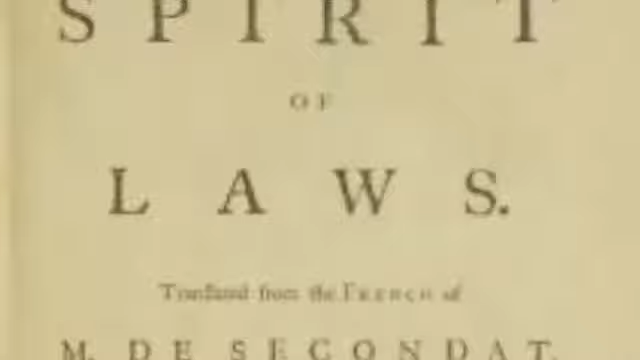 SPIRIT
OF
LAWS.
Translated from the FRENCH of
M. DE SECONDAT,